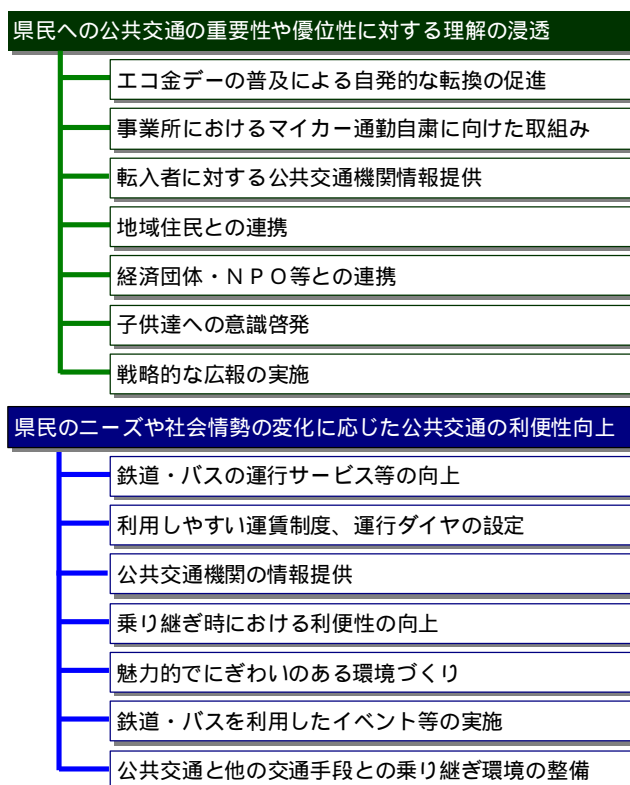 県民への公共交通の重要性や優位性に対する理解の浸透
エコ金デーの普及による自発的な転換の促進
事業所におけるマイカー通勤自粛に向けた取組み
転入者に対する公共交通機関情報提供
地域住民との連携
経済団体・ＮＰＯ等との連携
子供達への意識啓発
戦略的な広報の実施
県民のニーズや社会情勢の変化に応じた公共交通の利便性向上
鉄道・バスの運行サービス等の向上
利用しやすい運賃制度、運行ダイヤの設定
公共交通機関の情報提供
乗り継ぎ時における利便性の向上
魅力的でにぎわいのある環境づくり
鉄道・バスを利用したイベント等の実施
公共交通と他の交通手段との乗り継ぎ環境の整備